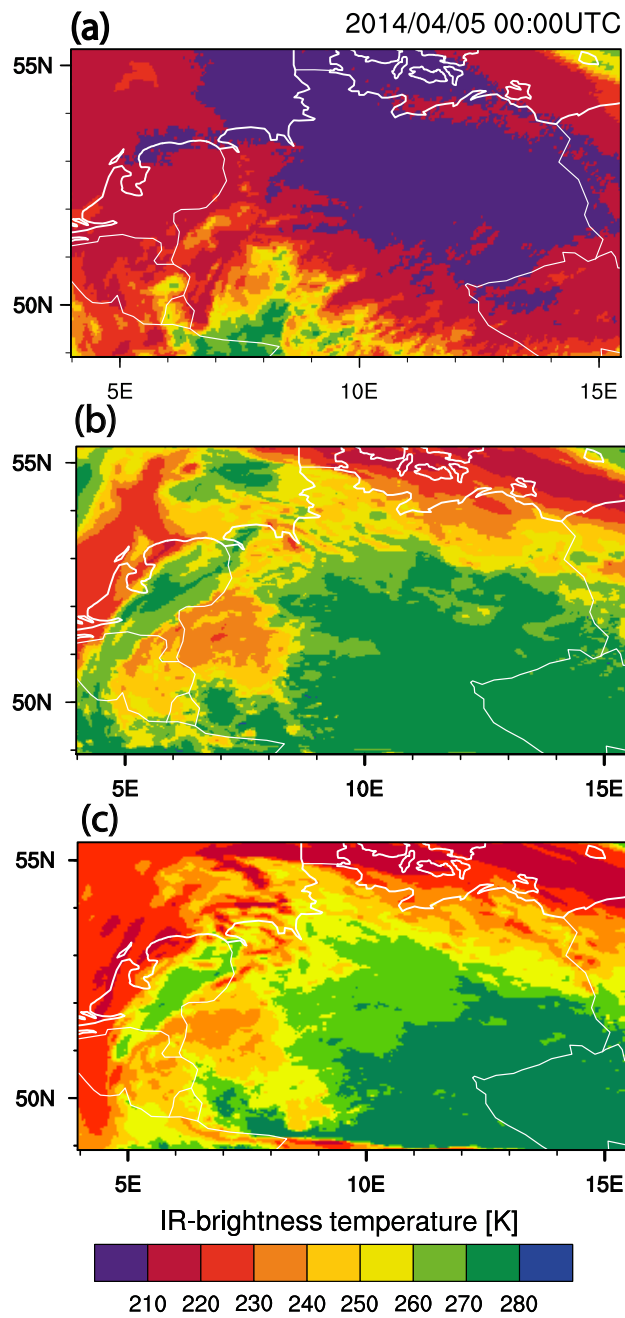 (a) 2014/04/05 00:00UTC
55N
50N
5E 10E 15E
(b)
55N
50N
5E 10E 15E
(c)
55N
50N
5E 10E 15E
IR-brightness temperature [K]
210 220 230 240 250 260 270 280